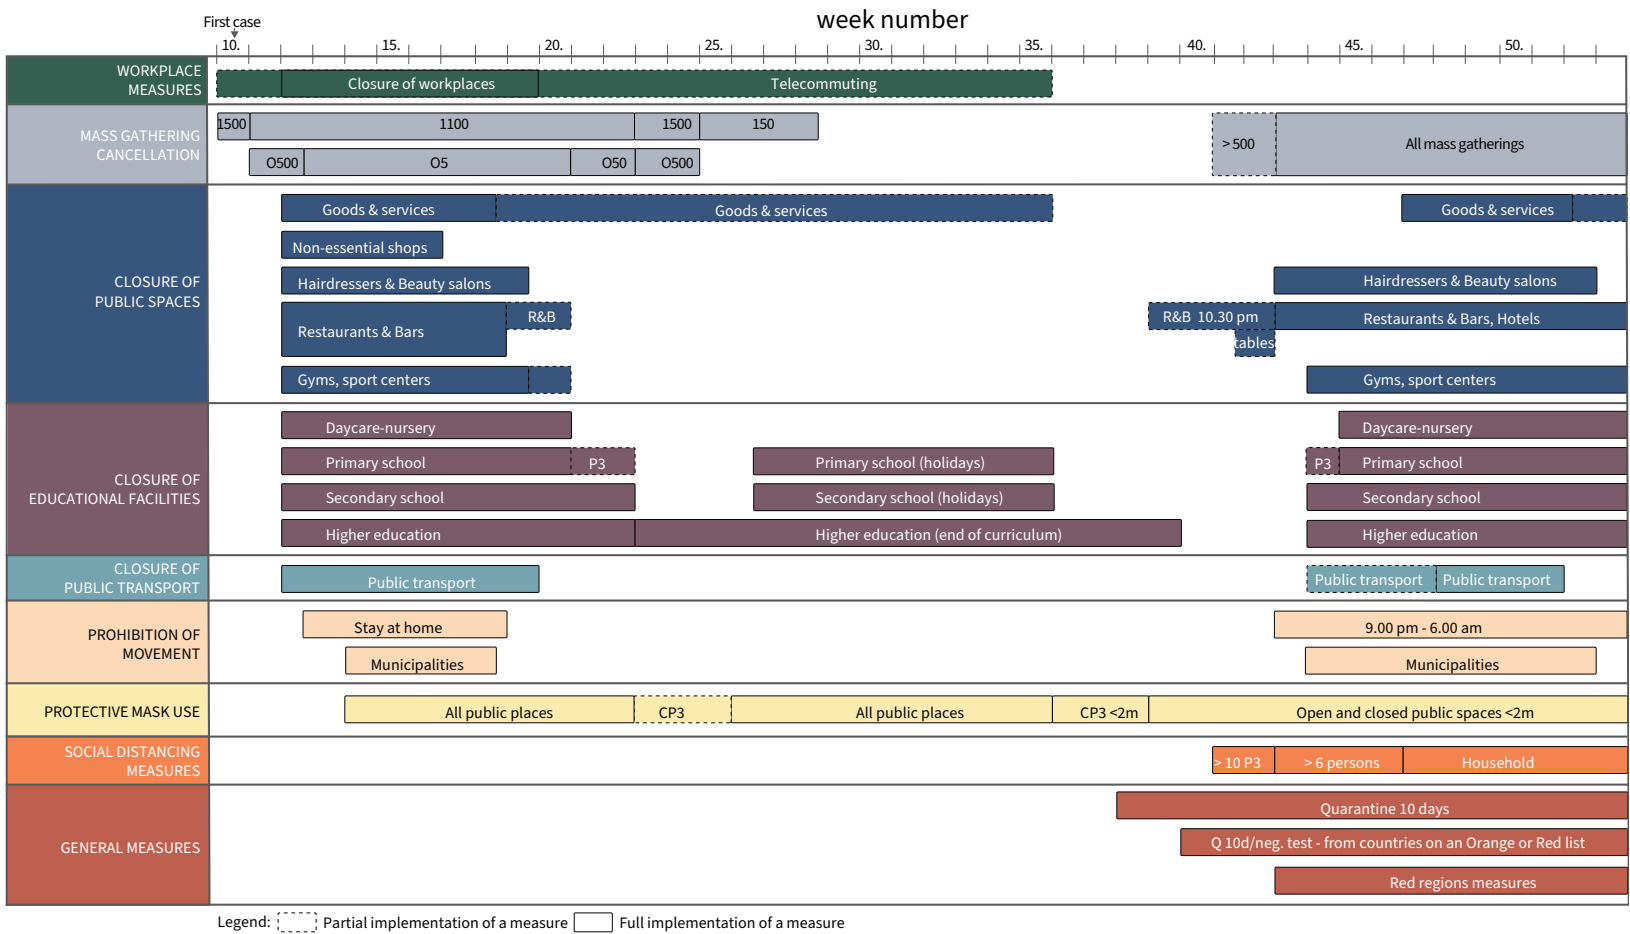 week number
First case
10. 15. 20. 25. 30. 35. 40. 45. 50.
WORKPLACE
MEASURES
Closure of workplaces Telecommuting
MASS GATHERING
CANCELLATION
I500 I100 I500 I50
O500 O5 O50 O500
> 500 All mass gatherings
CLOSURE OF
PUBLIC SPACES
Goods & services Goods & services Goods & services
Non-essential shops
Hairdressers & Beauty salons Hairdressers & Beauty salons
Restaurants & Bars R&B R&B 10.30 pm Restaurants & Bars, Hotels
tables
Gyms, sport centers Gyms, sport centers
CLOSURE OF
EDUCATIONAL FACILITIES
Daycare-nursery Daycare-nursery
Primary school P3 Primary school (holidays) P3 Primary school
Secondary school Secondary school (holidays) Secondary school
Higher education Higher education (end of curriculum) Higher education
CLOSURE OF
PUBLIC TRANSPORT
Public transport Public transport Public transport
PROHIBITION OF
MOVEMENT
Stay at home 9.00 pm - 6.00 am
Municipalities Municipalities
PROTECTIVE MASK USE
All public places CP3 All public places CP3 <2m Open and closed public spaces <2m
SOCIAL DISTANCING
MEASURES
> 10 P3 > 6 persons Household
GENERAL MEASURES
Quarantine 10 days
Q 10d/neg. test - from countries on an Orange or Red list
Red regions measures
Legend: Partial implementation of a measure Full implementation of a measure